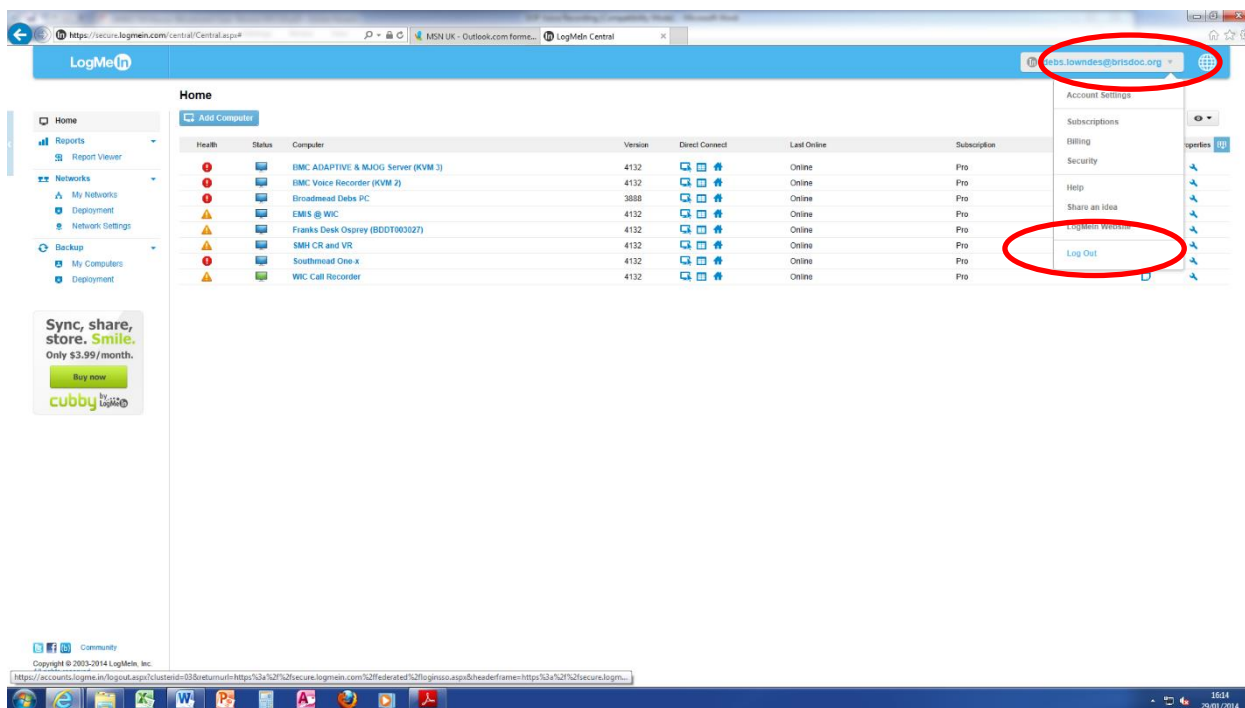 https://secure.logmein.com/central/Central.aspx#
MSN UK - Outlook.com forme...
LogMeIn Central
LogMeIn
debs.lowndes@brisdoc.org
Home
Account Settings
Add Computer
Home
Subscriptions
Reports
Billing
Health Status Computer Version Direct Connect Last Online Subscription
Report Viewer
Security
BMC ADAPTIVE & MJOG Server (KVM 3) 4132 Online Pro
Networks
BMC Voice Recorder (KVM 2) 4132 Online Pro
Help
My Networks
Broadmead Debs PC 3888 Online Pro
Share an idea
Deployment
EMIS @ WIC 4132 Online Pro
Network Settings
Franks Desk Osprey (BDDT003027) 4132 Online Pro
LogMeIn Website
Backup
SMH CR and VR 4132 Online Pro
Log Out
My Computers
Southmead One-x 4132 Online Pro
Deployment
WIC Call Recorder 4132 Online Pro
Sync, share,
store. Smile.
Only $3.99/month.
Buy now
cubby by LogMeIn
Community
Copyright © 2003-2014 LogMeIn, Inc.
https://accounts.logme.in/logout.aspx?clusterid=03&returnurl=https%3a%2f%2fsecure.logmein.com%2ffederated%2floginsso.aspx&headerframe=https%3a%2f%2fsecure.logm...
16:14
29/01/2014